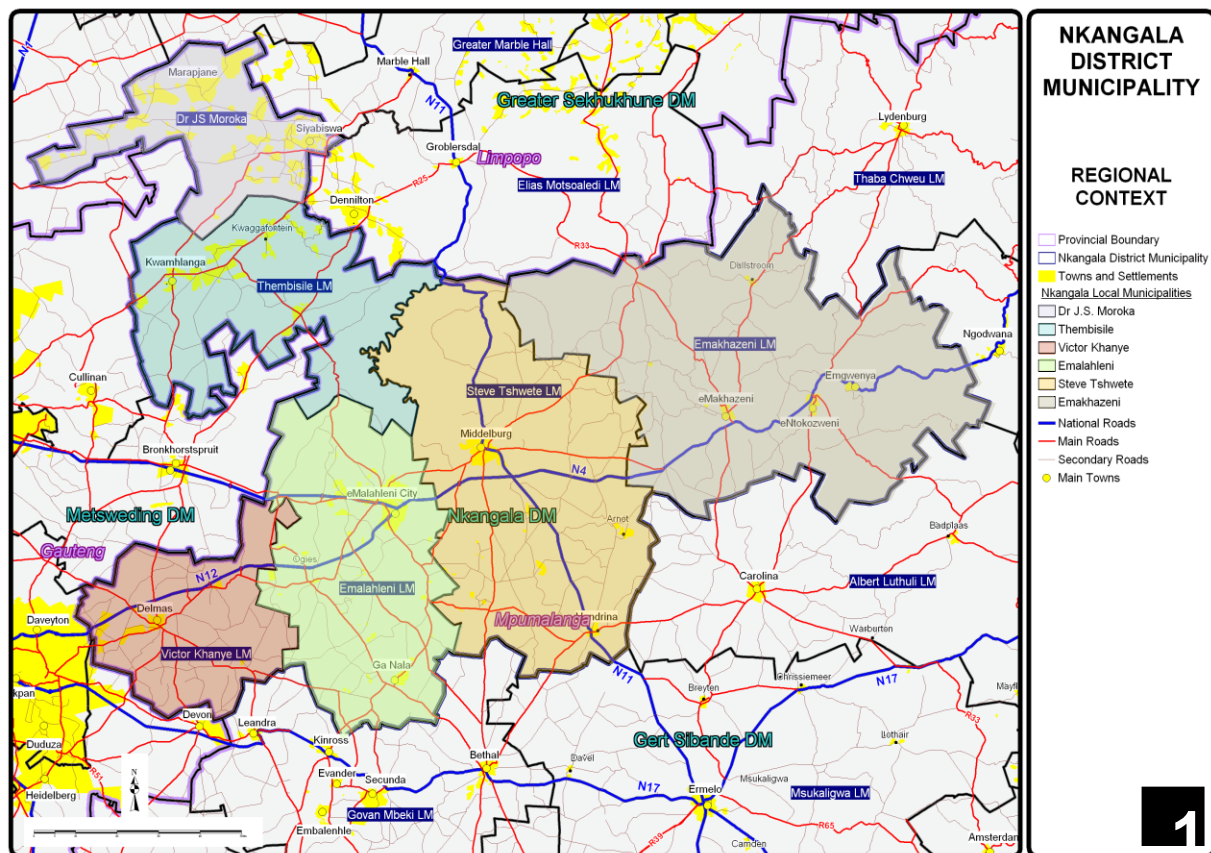 N1
Greater Marble Hall
Marble Hall
Marapjane
N11
Greater Sekhukhune DM
Dr JS Moroka
Siyabiswa
Lydenburg
Groblersdal
Limpopo
R25
Elias Motsoaledi LM
Thaba Chweu LM
Dennilton
Kwaggafontein
R33
Kwamhlanga
Dullstroom
Thembisile LM
Ngodwana
Emakhazeni LM
Cullinan
Emgwenya
Steve Tshwete LM
eMakhazeni
eNtokozweni
Middelburg
Bronkhorstspruit
N4
eMalahleni City
Metsweding DM
Nkangala DM
Arnot
Badplaas
Gauteng
Ogies
N12
Carolina
Albert Luthuli LM
Emalahleni LM
Delmas
Mpumalanga
ndrina
Daveyton
Warburton
Victor Khanye LM
Ga Nala
N11
Chrissiemeer
N17
kpan
Breyten
Mayfl
Devon
Leandra
R33
Duduza
Kinross
Gert Sibande DM
Lothair
Bethal
Davel
R51
Evander
Secunda
N17
Msukaligwa
Heidelberg
Ermelo
Msukaligwa LM
Govan Mbeki LM
Embalenhle
R39
R65
Camden
Amsterdam
N
NKANGALA
DISTRICT
MUNICIPALITY
REGIONAL
CONTEXT
Provincial Boundary
Nkangala District Municipality
Towns and Settlements
Nkangala Local Municipalities
Dr J.S. Moroka
Thembisile
Victor Khanye
Emalahleni
Steve Tshwete
Emakhazeni
National Roads
Main Roads
Secondary Roads
Main Towns
1